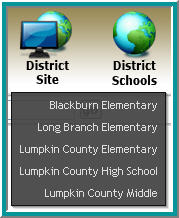 District District
Site Schools
Blackburn Elementary
Long Branch Elementary
Lumpkin County Elementary
Lumpkin County High School
Lumpkin County Middle